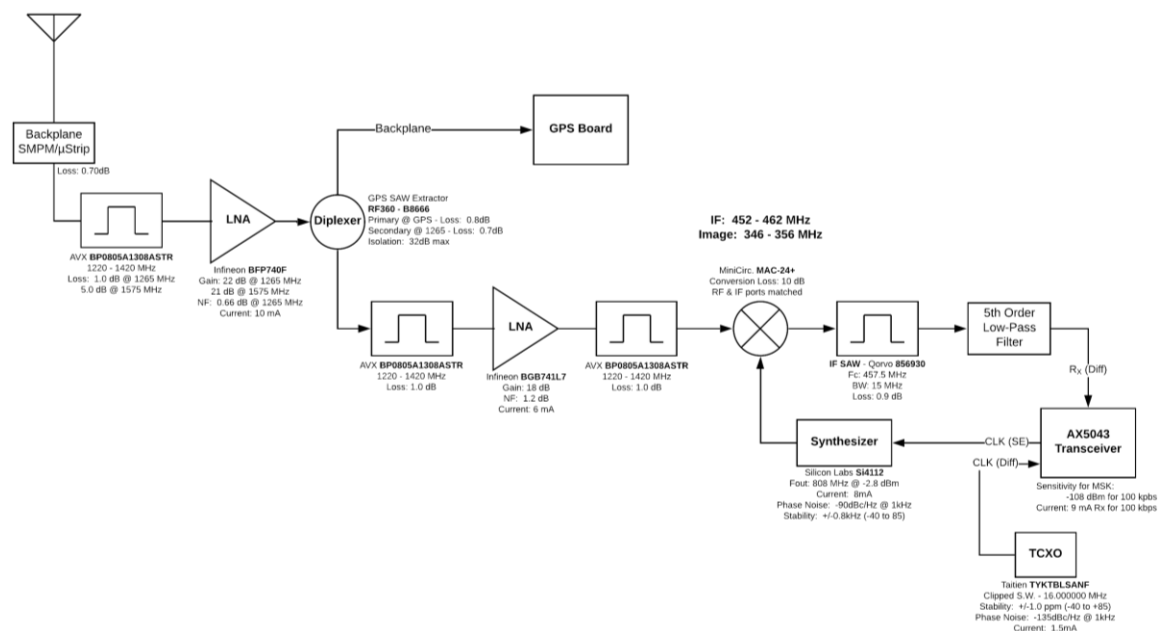 Backplane
SMPM/µStrip
Loss: 0.70dB
AVX BP0805A1308ASTR
1220 - 1420 MHz
Loss: 1.0 dB @ 1265 MHz
5.0 dB @ 1575 MHz
LNA
Infineon BFP740F
Gain: 22 dB @ 1265 MHz
21 dB @ 1575 MHz
NF: 0.66 dB @ 1265 MHz
Current: 10 mA
Diplexer
GPS SAW Extractor
RF360 - B8666
Primary @ GPS - Loss: 0.8dB
Secondary @ 1265 - Loss: 0.7dB
Isolation: 32dB max
Backplane
GPS Board
AVX BP0805A1308ASTR
1220 - 1420 MHz
Loss: 1.0 dB
LNA
Infineon BGB741L7
Gain: 18 dB
NF: 1.2 dB
Current: 6 mA
AVX BP0805A1308ASTR
1220 - 1420 MHz
Loss: 1.0 dB
IF: 452 - 462 MHz
Image: 346 - 356 MHz
MiniCirc. MAC-24+
Conversion Loss: 10 dB
RF & IF ports matched
IF SAW - Qorvo 856930
Fc: 457.5 MHz
BW: 15 MHz
Loss: 0.9 dB
5th Order
Low-Pass
Filter
Rx (Diff)
AX5043
Transceiver
Sensitivity for MSK:
-108 dBm for 100 kpbs
Current: 9 mA Rx for 100 kbps
CLK (SE)
CLK (Diff)
Synthesizer
Silicon Labs Si4112
Fout: 808 MHz @ -2.8 dBm
Current: 8mA
Phase Noise: -90dBc/Hz @ 1kHz
Stability: +/-0.8kHz (-40 to 85)
TCXO
Taitien TYKTBLSANF
Clipped S.W. - 16.000000 MHz
Stability: +/-1.0 ppm (-40 to +85)
Phase Noise: -135dBc/Hz @ 1kHz
Current: 1.5mA